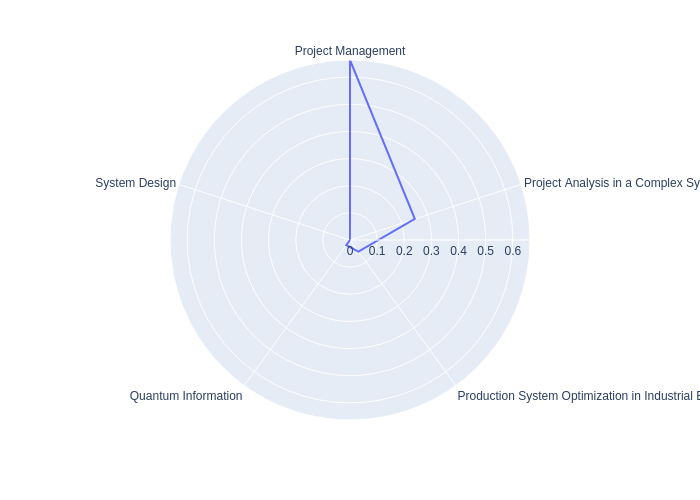 Project Management
System Design
Project Analysis in a Complex Sy
0 0.1 0.2 0.3 0.4 0.5 0.6
Quantum Information
Production System Optimization in Industrial E